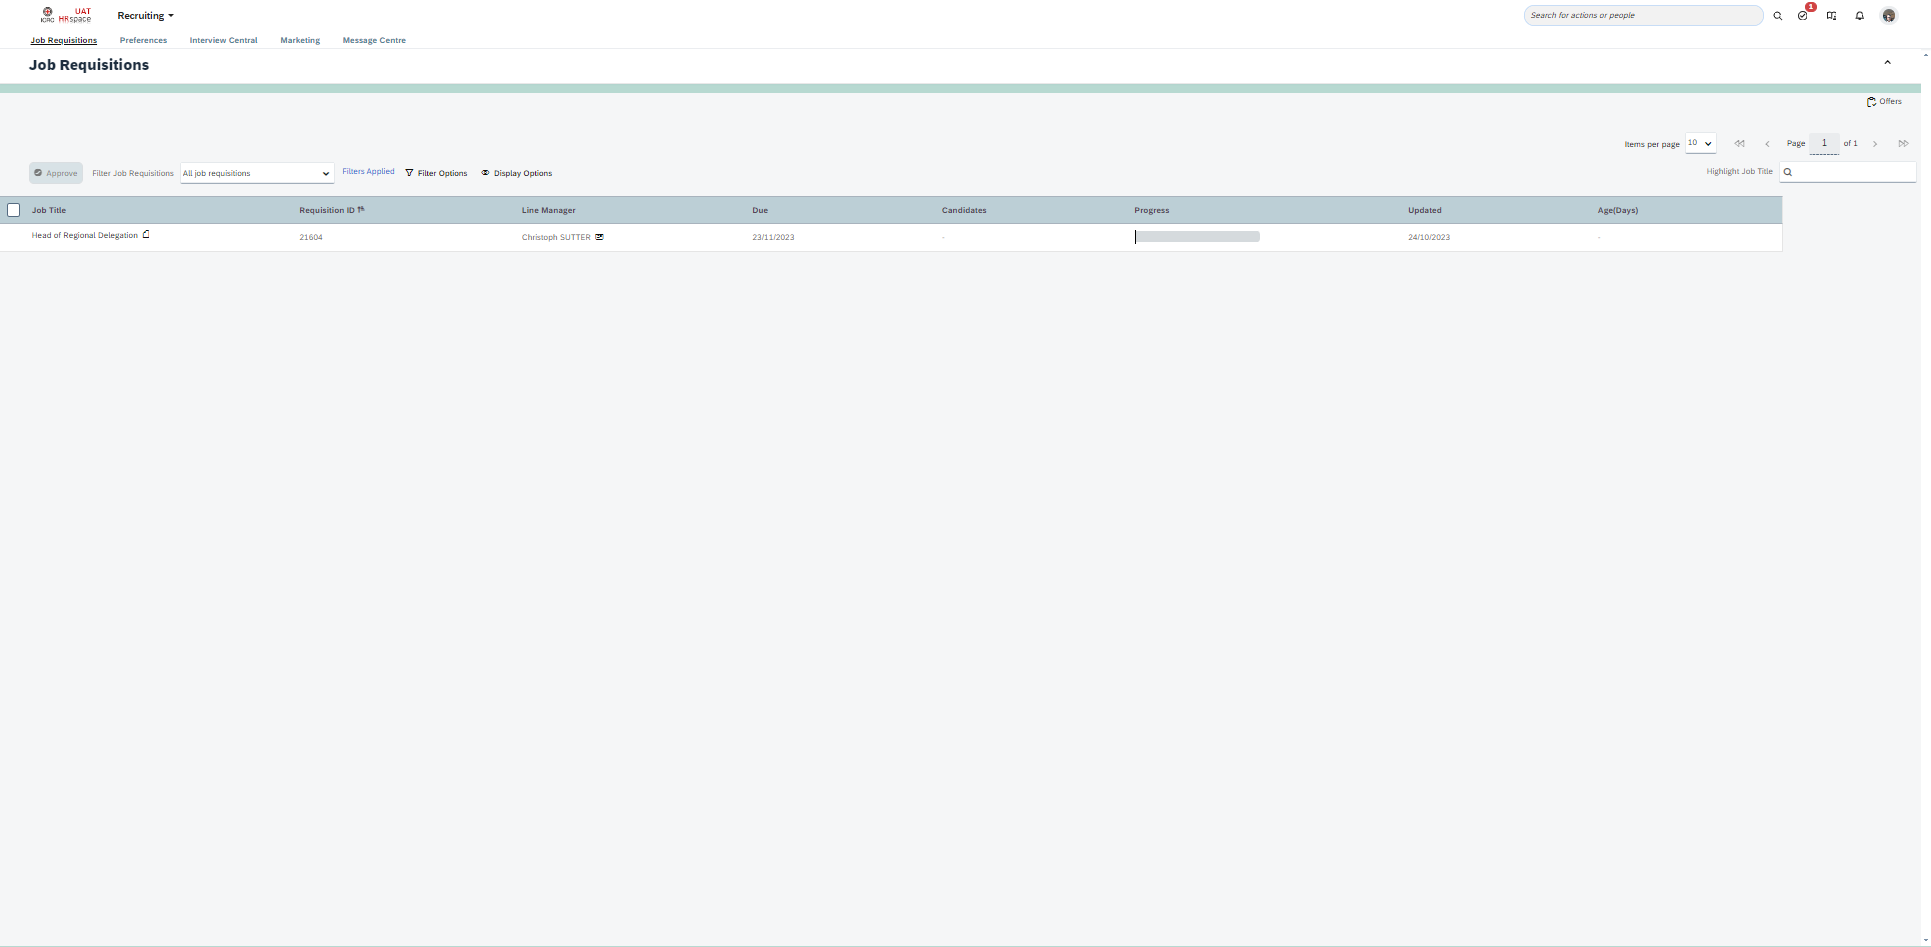 ICRC UAT HRspace Recruiting Search for actions or people 1
Job Requisitions Preferences Interview Central Marketing Message Centre
Job Requisitions
Offers
Items per page 10 Page 1 of 1
Approve Filter Job Requisitions All job requisitions Filters Applied Filter Options Display Options Highlight Job Title
Job Title Requisition ID Line Manager Due Candidates Progress Updated Age(Days)
Head of Regional Delegation 21604 Christoph SUTTER 23/11/2023 - 24/10/2023 -